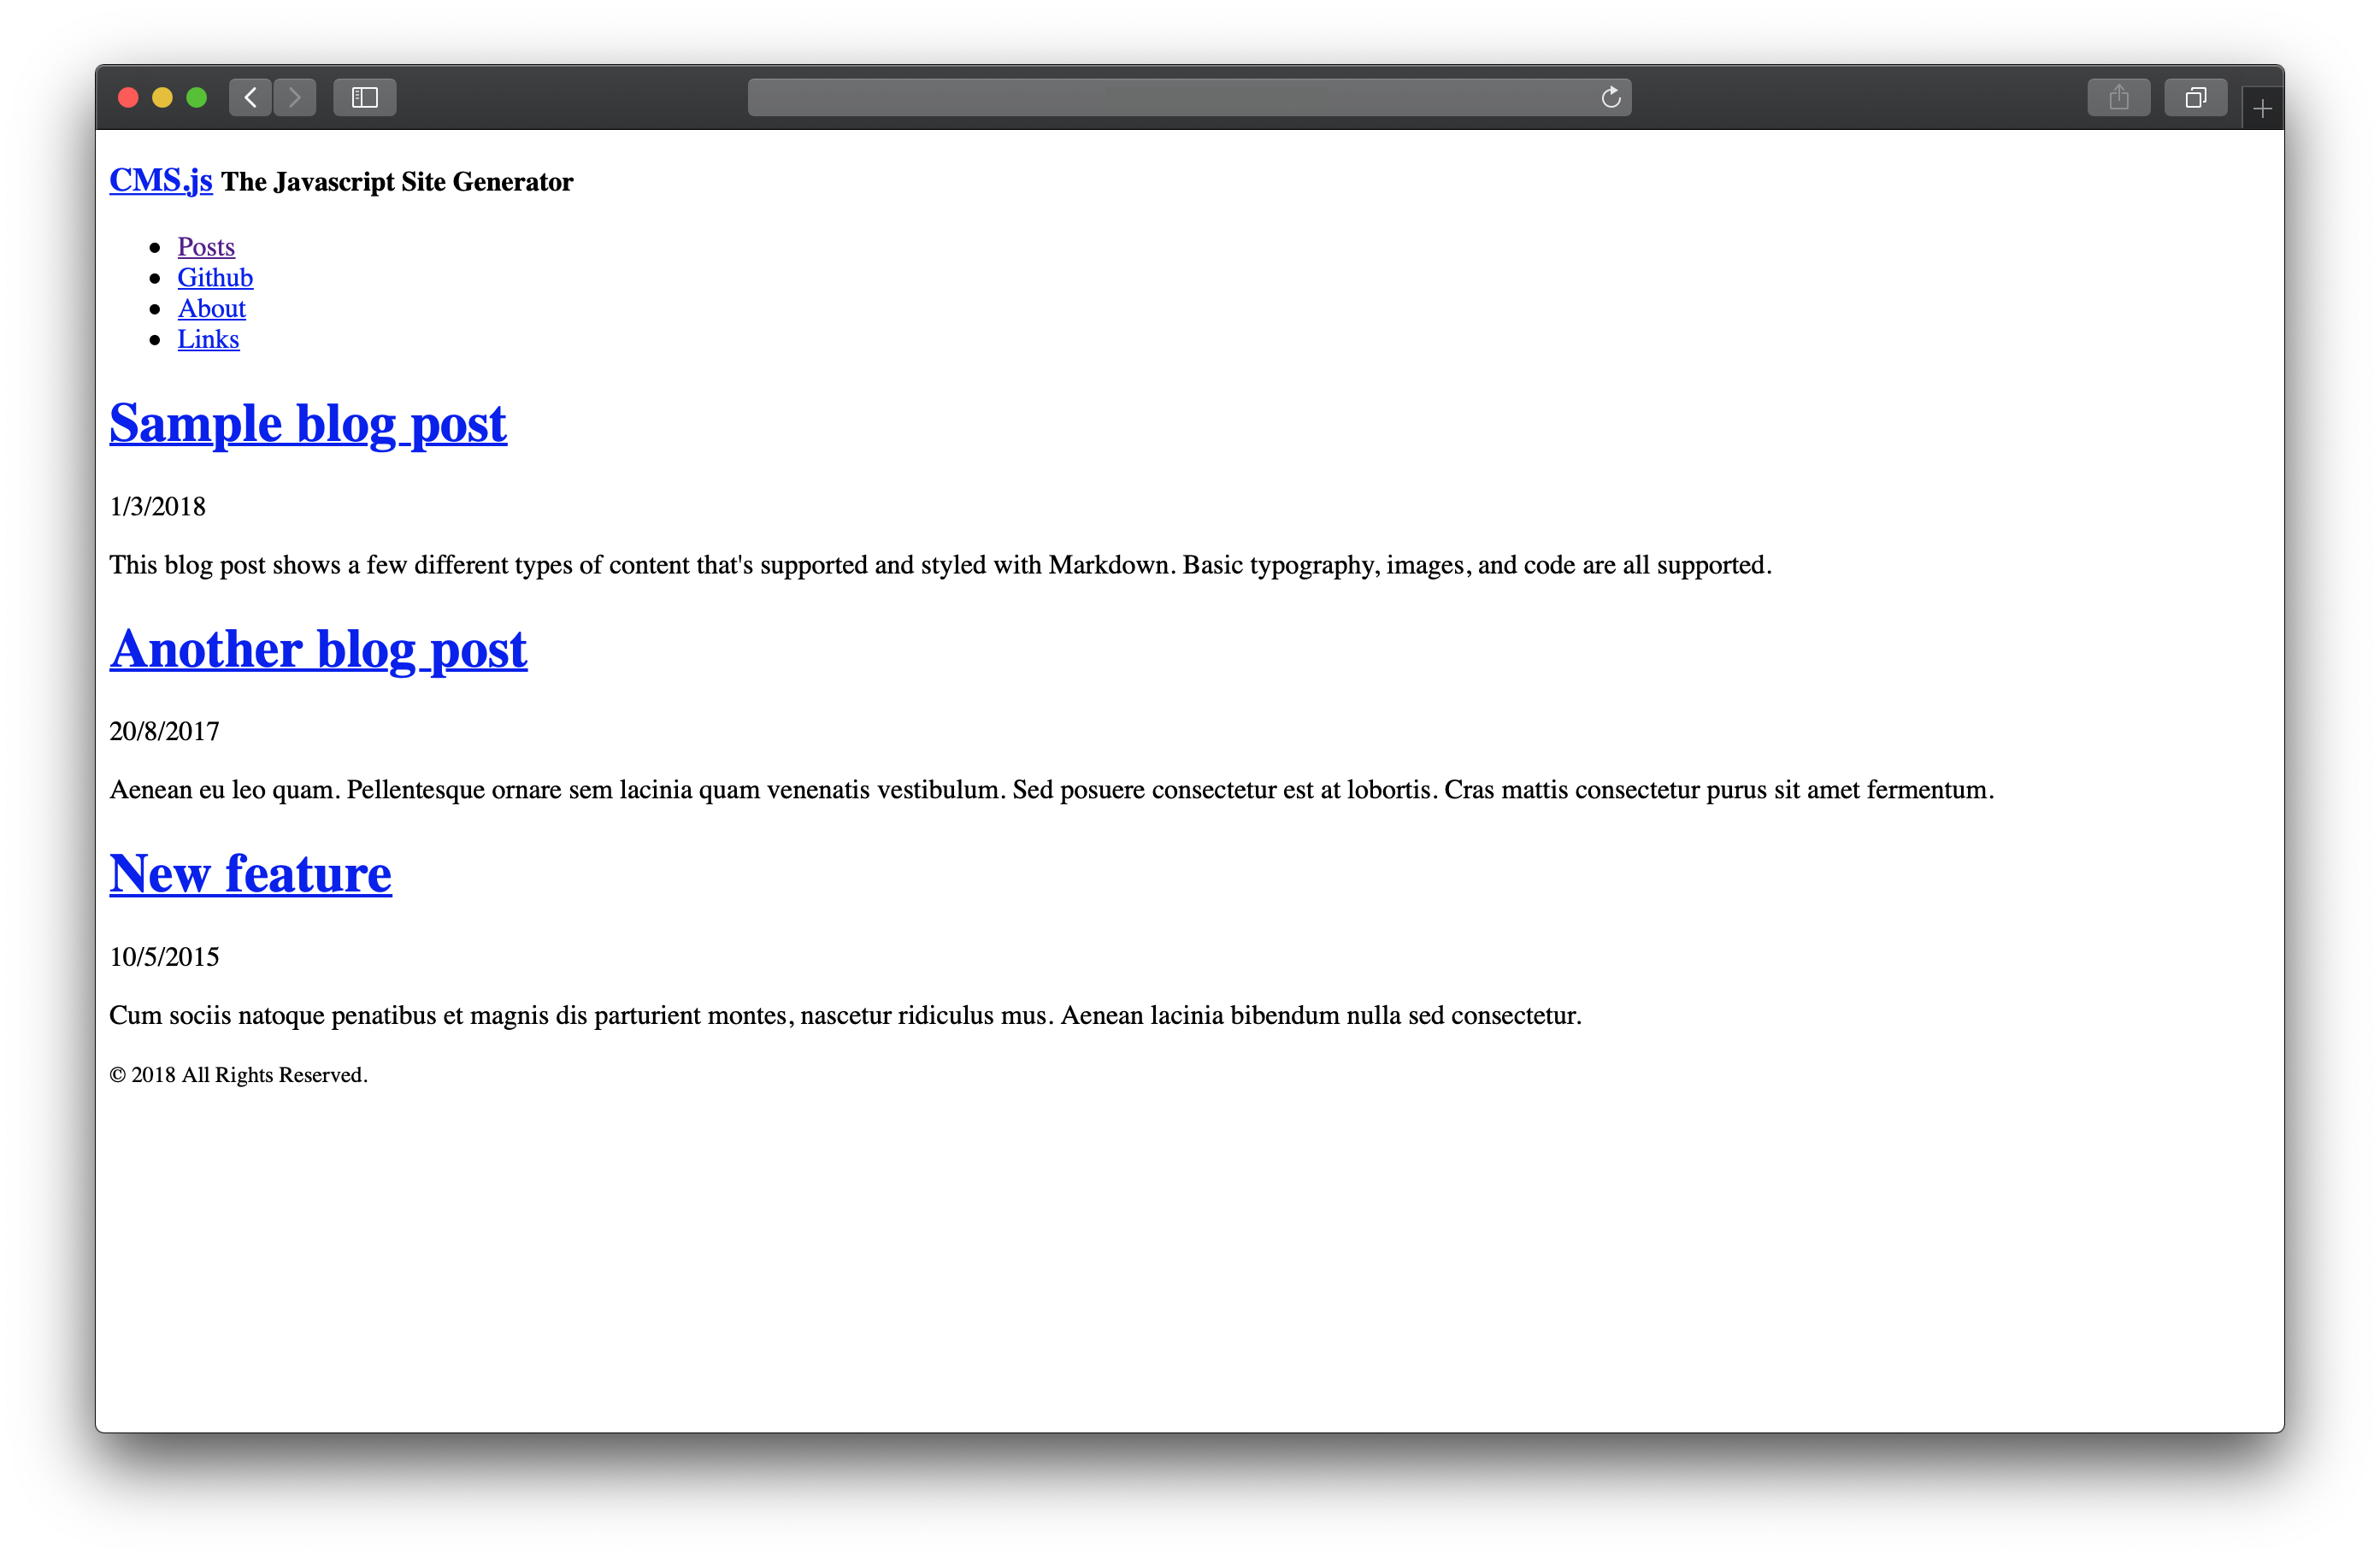 CMS.js The Javascript Site Generator
Posts
Github
About
Links
Sample blog post
1/3/2018
This blog post shows a few different types of content that's supported and styled with Markdown. Basic typography, images, and code are all supported.
Another blog post
20/8/2017
Aenean eu leo quam. Pellentesque ornare sem lacinia quam venenatis vestibulum. Sed posuere consectetur est at lobortis. Cras mattis consectetur purus sit amet fermentum.
New feature
10/5/2015
Cum sociis natoque penatibus et magnis dis parturient montes, nascetur ridiculus mus. Aenean lacinia bibendum nulla sed consectetur.
© 2018 All Rights Reserved.